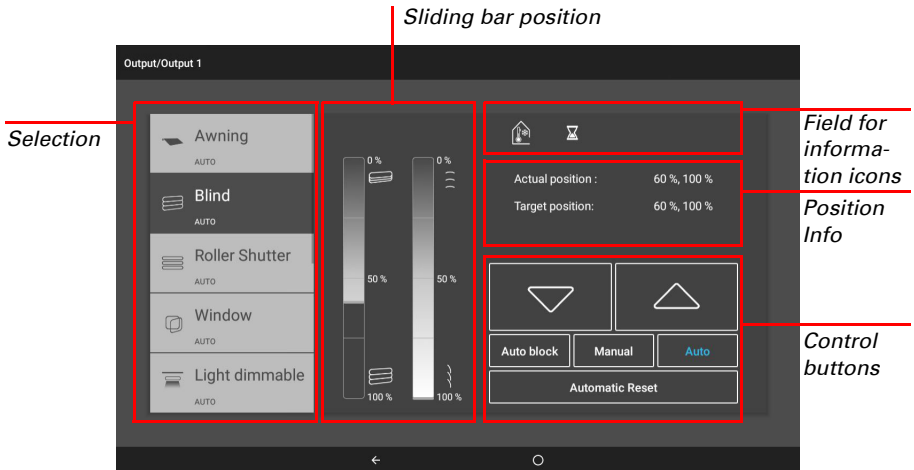 Sliding bar position
Output/Output 1
Selection
Awning
AUTO
Blind
AUTO
Roller Shutter
AUTO
Window
AUTO
Light dimmable
AUTO
0 %
50 %
100 %
0 %
50 %
100 %
Actual position : 60 %, 100 %
Target position: 60 %, 100 %
Auto block Manual Auto
Automatic Reset
Field for
informa-
tion icons
Position
Info
Control
buttons